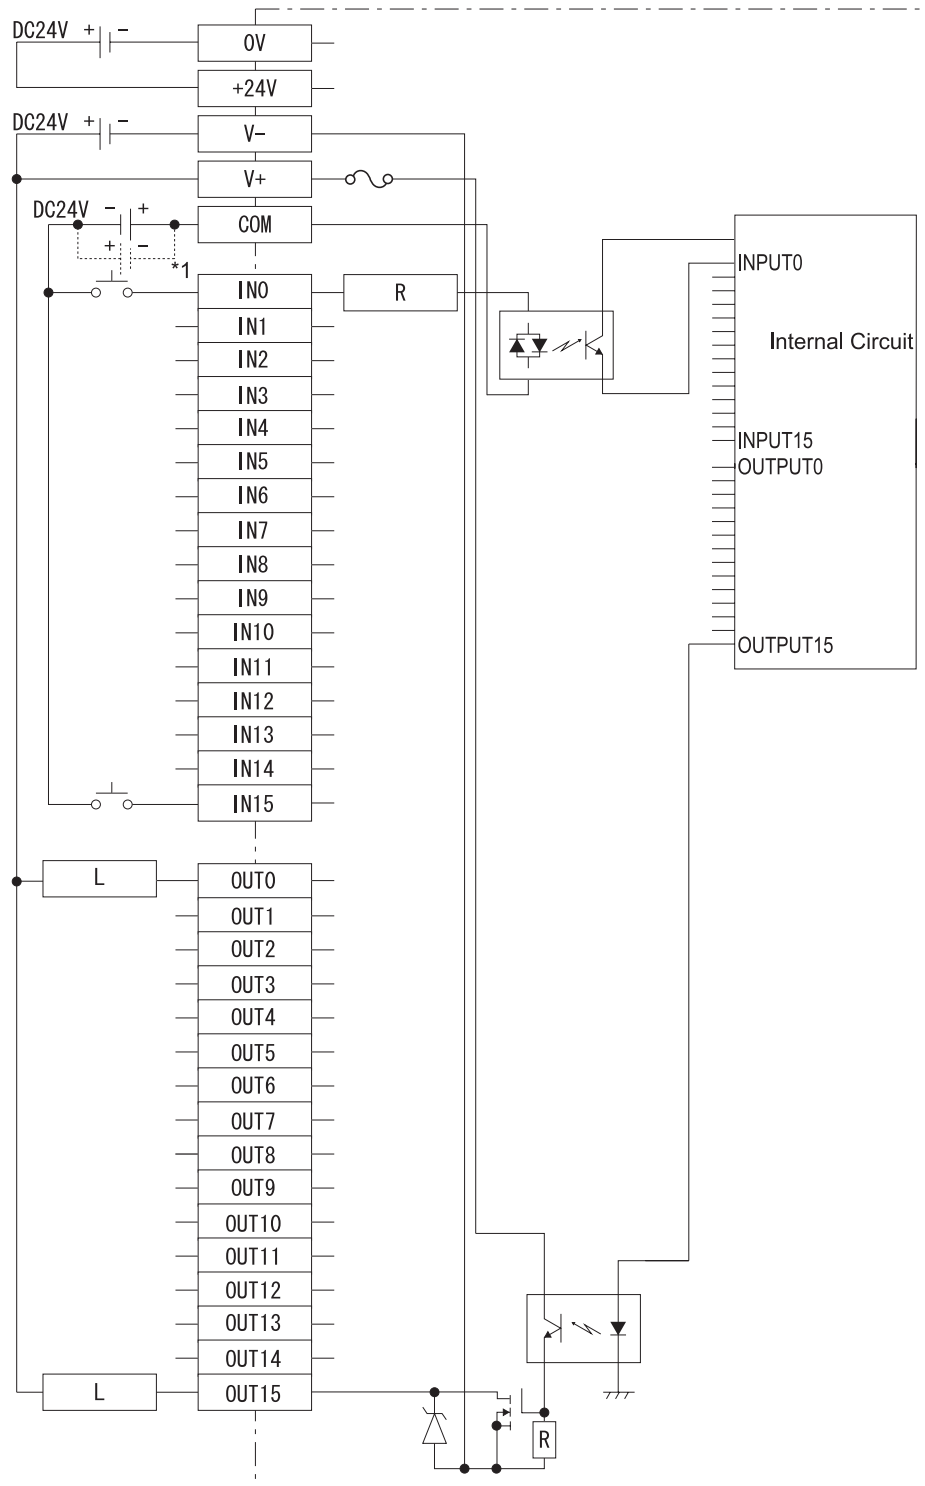 DC24V + -
0V
+24V
DC24V + -
V-
V+
DC24V - +
COM
+ -
*1
IN0
R
INPUT0
IN1
Internal Circuit
IN2
IN3
IN4
INPUT15
IN5
OUTPUT0
IN6
IN7
IN8
IN9
IN10
OUTPUT15
IN11
IN12
IN13
IN14
IN15
L
OUT0
OUT1
OUT2
OUT3
OUT4
OUT5
OUT6
OUT7
OUT8
OUT9
OUT10
OUT11
OUT12
OUT13
OUT14
L
OUT15
R